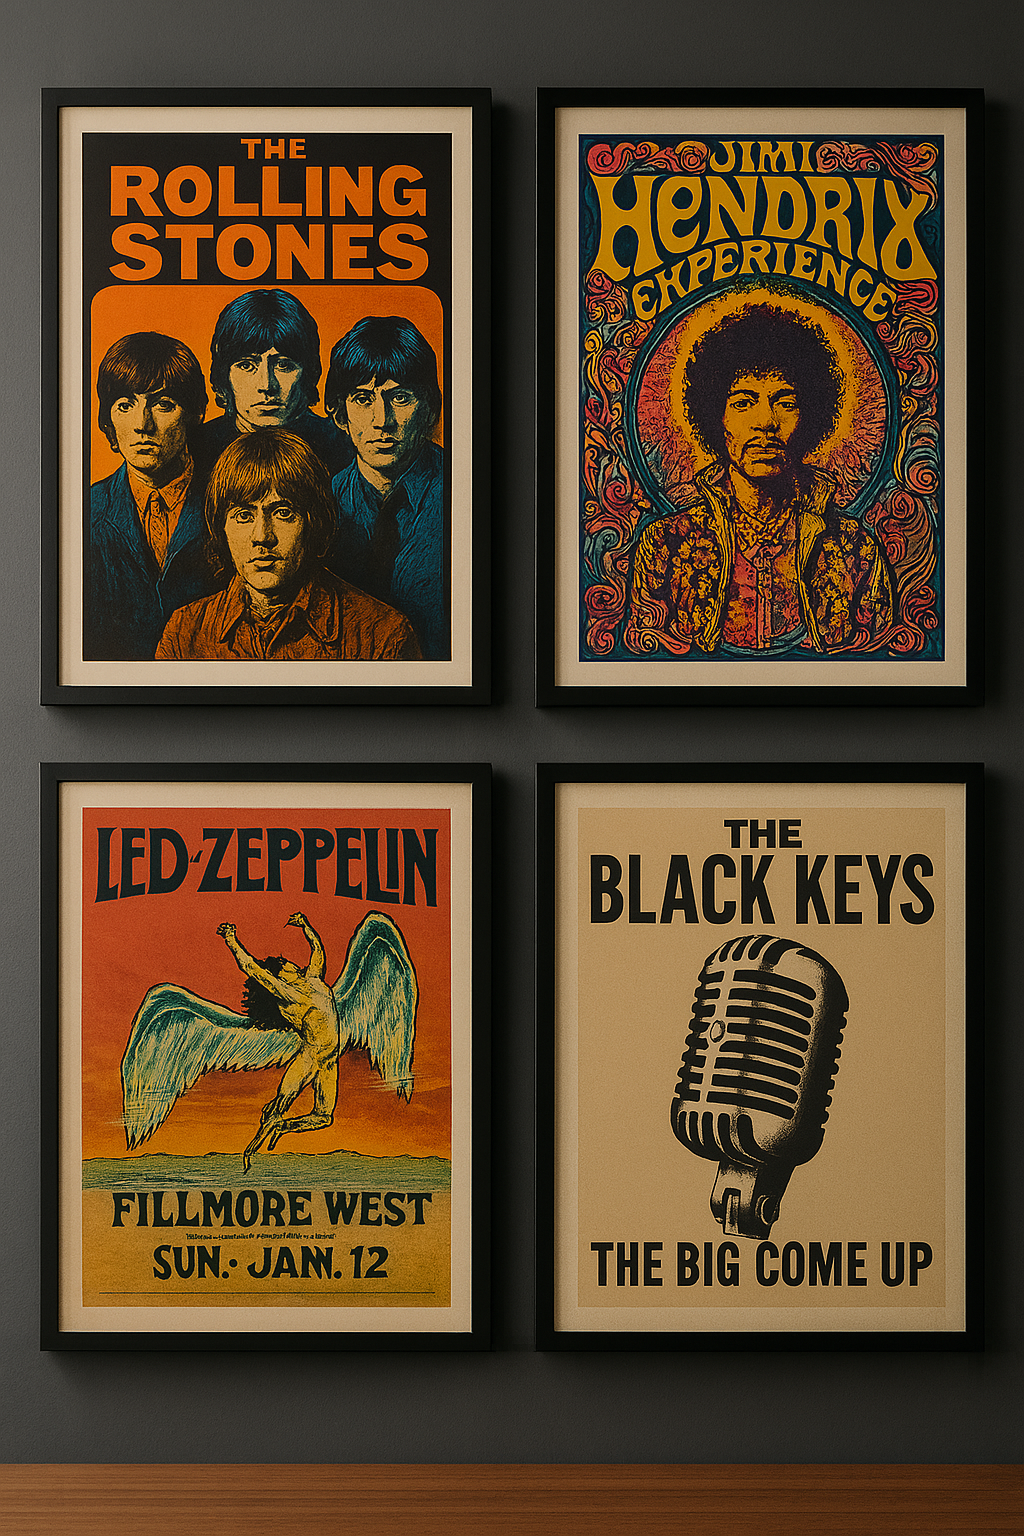 THE
ROLLING
STONES
JIMI
HENDRIX
EXPERIENCE
LED-ZEPPELIN
FILLMORE WEST
SUN.· JAN. 12
THE
BLACK KEYS
THE BIG COME UP